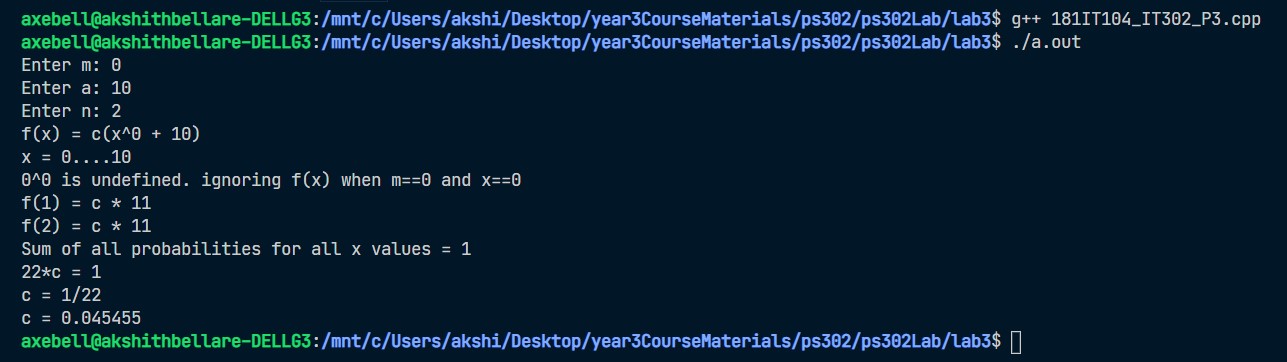 axebell@akshithbellare-DELLG3:/mnt/c/Users/akshi/Desktop/year3CourseMaterials/ps302/ps302Lab/lab3$ g++ 181IT104_IT302_P3.cpp
axebell@akshithbellare-DELLG3:/mnt/c/Users/akshi/Desktop/year3CourseMaterials/ps302/ps302Lab/lab3$ ./a.out
Enter m: 0
Enter a: 10
Enter n: 2
f(x) = c(x^0 + 10)
x = 0....10
0^0 is undefined. ignoring f(x) when m==0 and x==0
f(1) = c * 11
f(2) = c * 11
Sum of all probabilities for all x values = 1
22*c = 1
c = 1/22
c = 0.045455
axebell@akshithbellare-DELLG3:/mnt/c/Users/akshi/Desktop/year3CourseMaterials/ps302/ps302Lab/lab3$